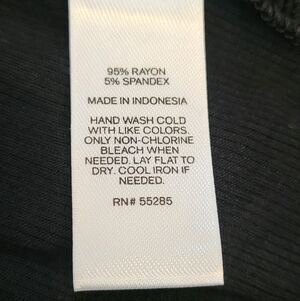 95% RAYON
5% SPANDEX
MADE IN INDONESIA
HAND WASH COLD
WITH LIKE COLORS.
ONLY NON-CHLORINE
BLEACH WHEN
NEEDED. LAY FLAT TO
DRY. COOL IRON IF
NEEDED.
RN# 55285